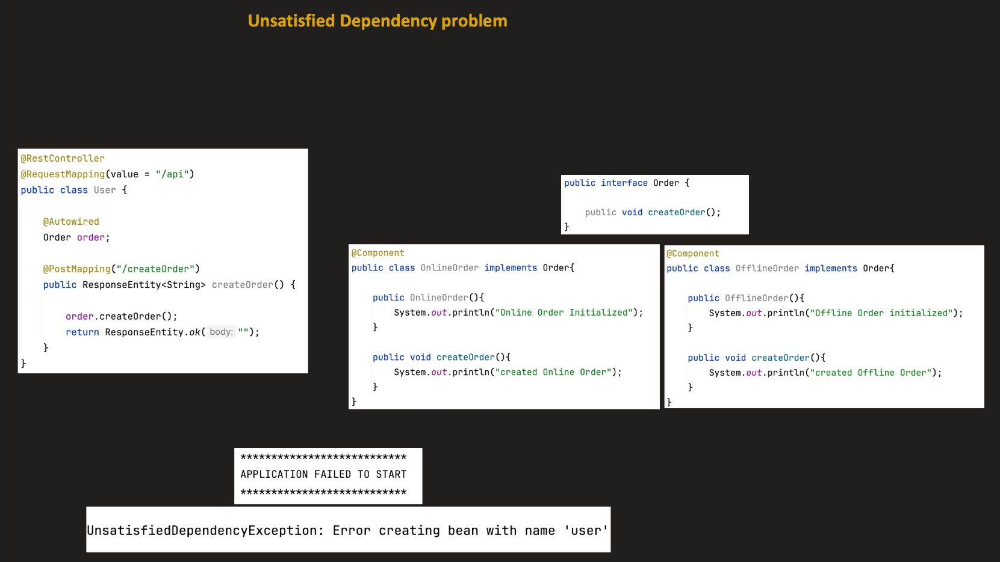 Unsatisfied Dependency problem
@RestController
@RequestMapping(value = "/api")
public class User {
@Autowired
Order order;
@PostMapping("/createOrder")
public ResponseEntity<String> createOrder() {
order.createOrder();
return ResponseEntity.ok( body: "");
}
}
public interface Order {
public void createOrder();
}
@Component
public class OnlineOrder implements Order{
public OnlineOrder(){
System.out.println("Online Order Initialized");
}
public void createOrder(){
System.out.println("created Online Order");
}
}
@Component
public class OfflineOrder implements Order{
public OfflineOrder(){
System.out.println("Offline Order initialized");
}
public void createOrder(){
System.out.println("created Offline Order");
}
}
***************************
APPLICATION FAILED TO START
***************************
UnsatisfiedDependencyException: Error creating bean with name 'user'